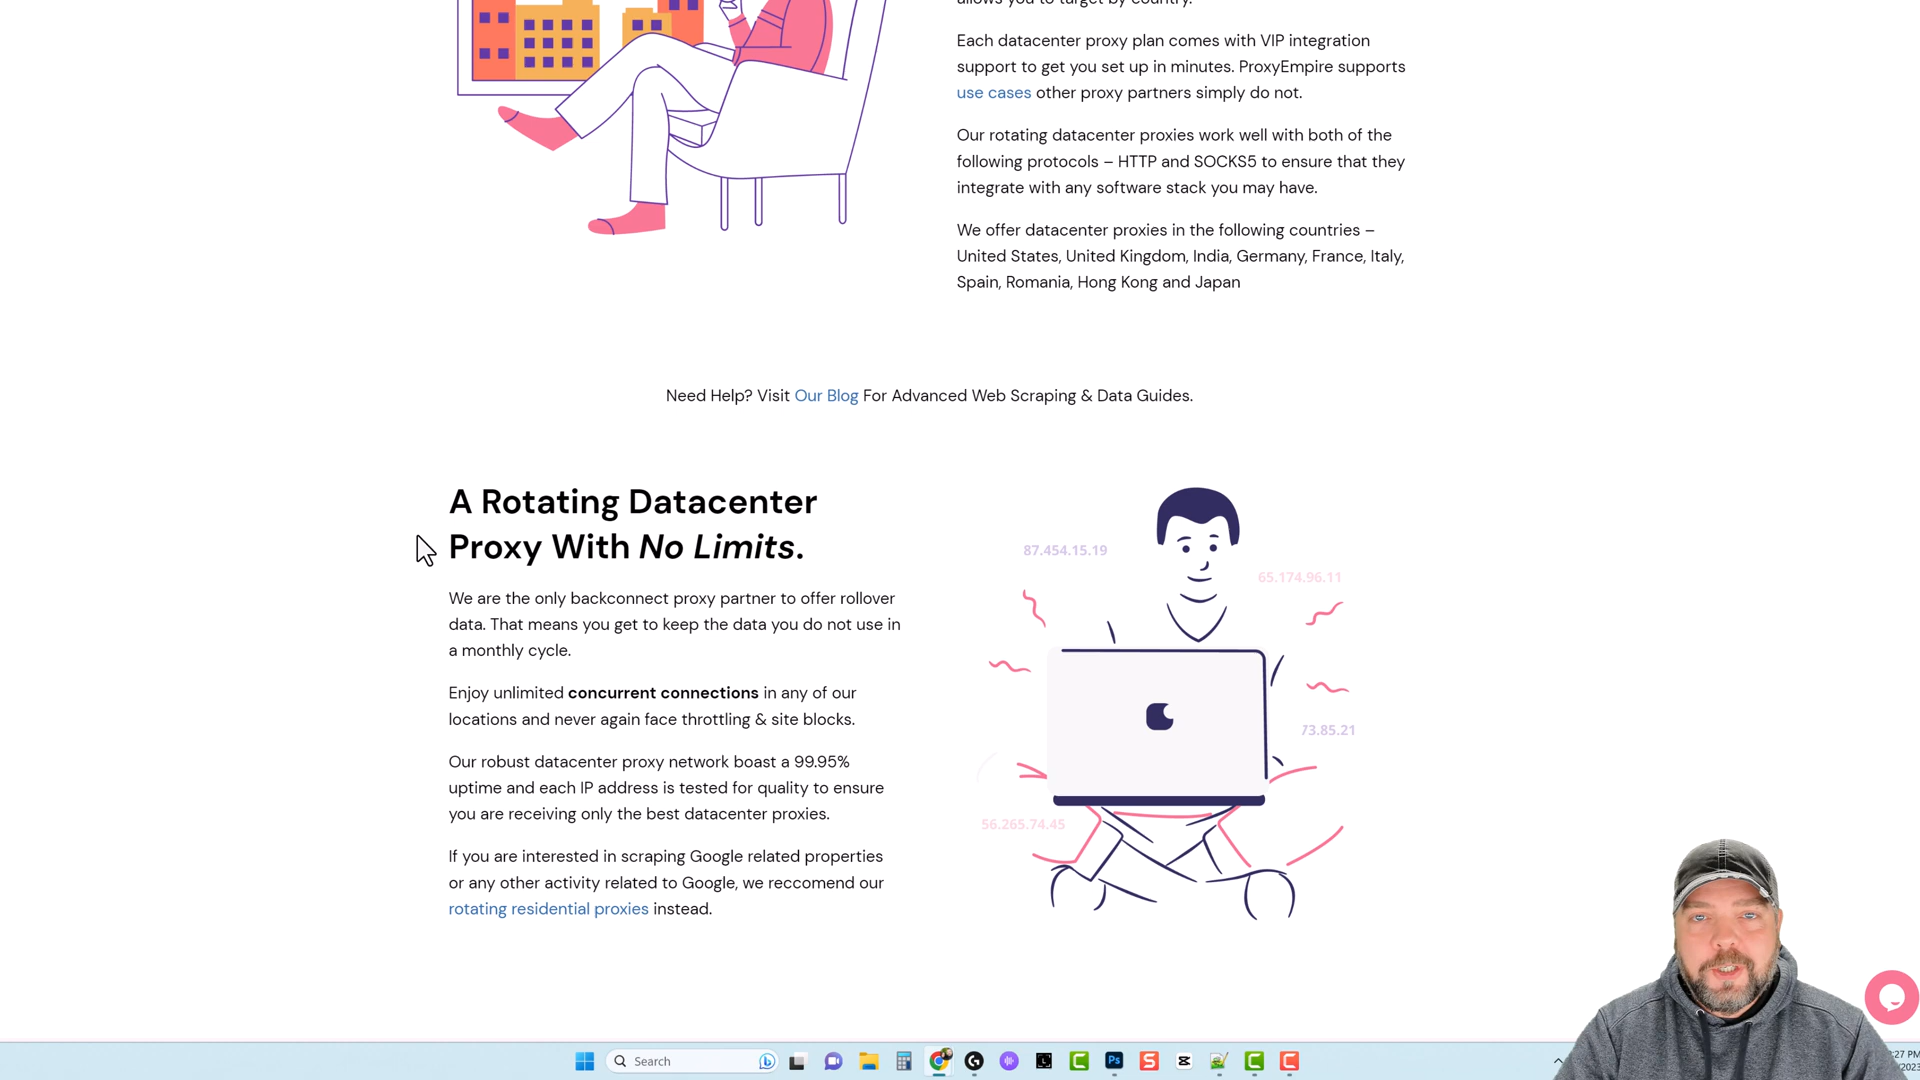 allows you to target by country.
Each datacenter proxy plan comes with VIP integration
support to get you set up in minutes. ProxyEmpire supports
use cases other proxy partners simply do not.
Our rotating datacenter proxies work well with both of the
following protocols – HTTP and SOCKS5 to ensure that they
integrate with any software stack you may have.
We offer datacenter proxies in the following countries –
United States, United Kingdom, India, Germany, France, Italy,
Spain, Romania, Hong Kong and Japan
Need Help? Visit Our Blog For Advanced Web Scraping & Data Guides.
A Rotating Datacenter
Proxy With No Limits.
We are the only backconnect proxy partner to offer rollover
data. That means you get to keep the data you do not use in
a monthly cycle.
Enjoy unlimited concurrent connections in any of our
locations and never again face throttling & site blocks.
Our robust datacenter proxy network boast a 99.95%
uptime and each IP address is tested for quality to ensure
you are receiving only the best datacenter proxies.
If you are interested in scraping Google related properties
or any other activity related to Google, we reccomend our
rotating residential proxies instead.
87.454.15.19
65.174.96.11
73.85.21
56.265.74.45
Search
Ps
:27 PM